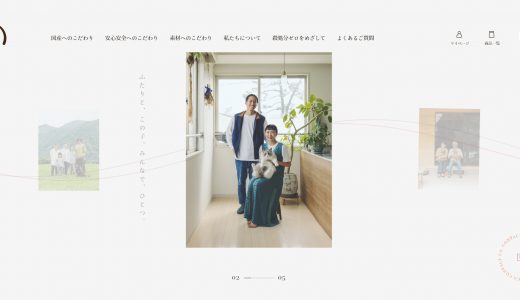 国産へのこだわり
安心安全へのこだわり
素材へのこだわり
私たちについて
殺処分ゼロをめざして
よくあるご質問
マイページ
商品一覧
ふたりと、この子。みんなで、ひとつ。
02
05